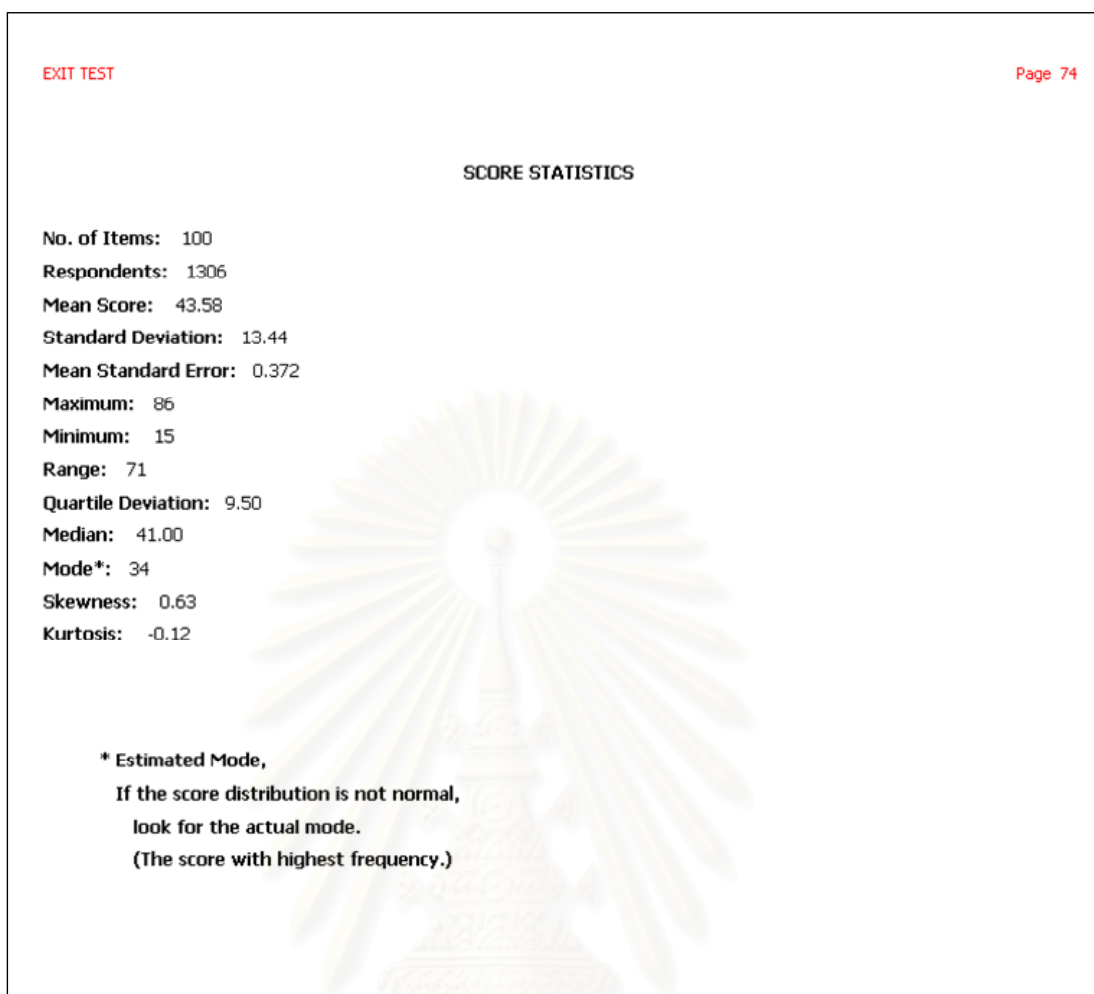 EXIT TEST Page 74
SCORE STATISTICS
No. of Items: 100
Respondents: 1306
Mean Score: 43.58
Standard Deviation: 13.44
Mean Standard Error: 0.372
Maximum: 86
Minimum: 15
Range: 71
Quartile Deviation: 9.50
Median: 41.00
Mode*: 34
Skewness: 0.63
Kurtosis: -0.12
* Estimated Mode,
If the score distribution is not normal,
look for the actual mode.
(The score with highest frequency.)